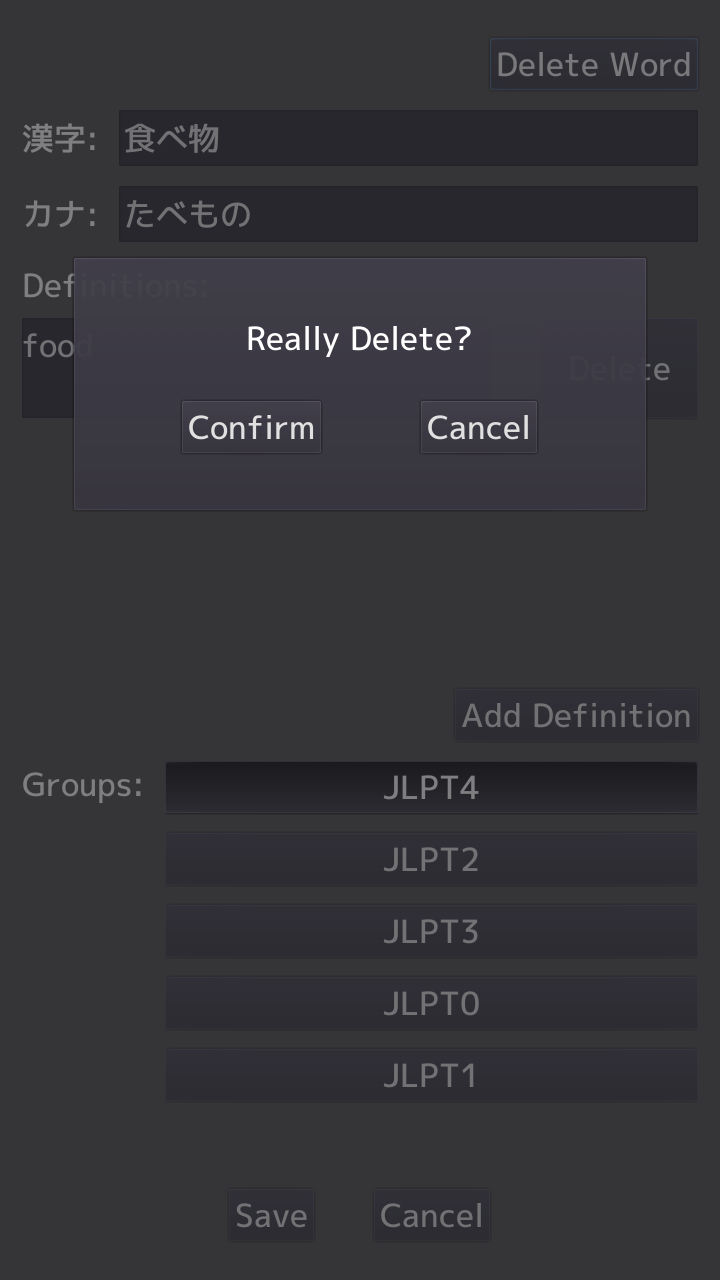 Delete Word
漢字: 食べ物
カナ: たべもの
Definitions:
food
Delete
Really Delete?
Confirm Cancel
Add Definition
Groups: JLPT4
JLPT2
JLPT3
JLPT0
JLPT1
Save Cancel